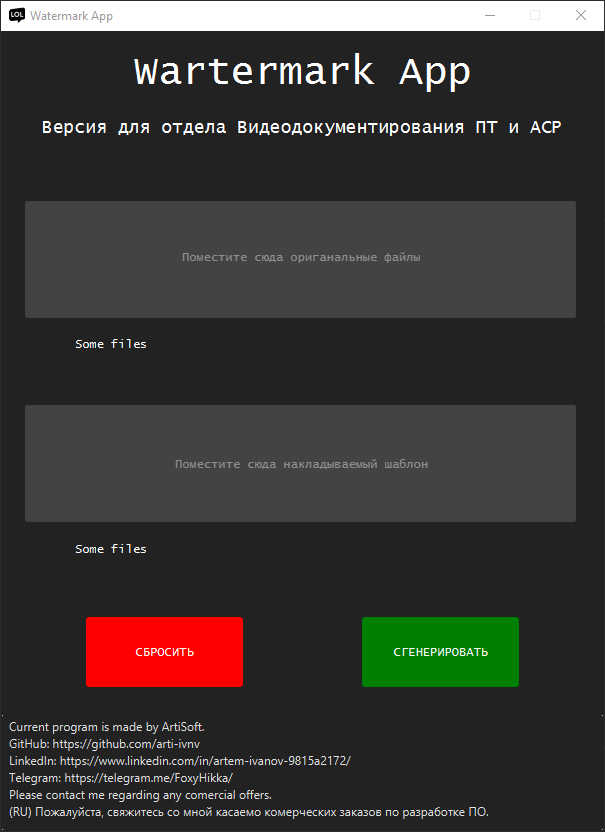 LOL Watermark App
Wartermark App
Версия для отдела Видеодокументирования ПТ и АСР
Поместите сюда ориганальные файлы
Some files
Поместите сюда накладываемый шаблон
Some files
СБРОСИТЬ СГЕНЕРИРОВАТЬ
Current program is made by ArtiSoft.
GitHub: https://github.com/arti-ivnv
LinkedIn: https://www.linkedin.com/in/artem-ivanov-9815a2172/
Telegram: https://telegram.me/FoxyHikka/
Please contact me regarding any comercial offers.
(RU) Пожалуйста, свяжитесь со мной касаемо комерческих заказов по разработке ПО.